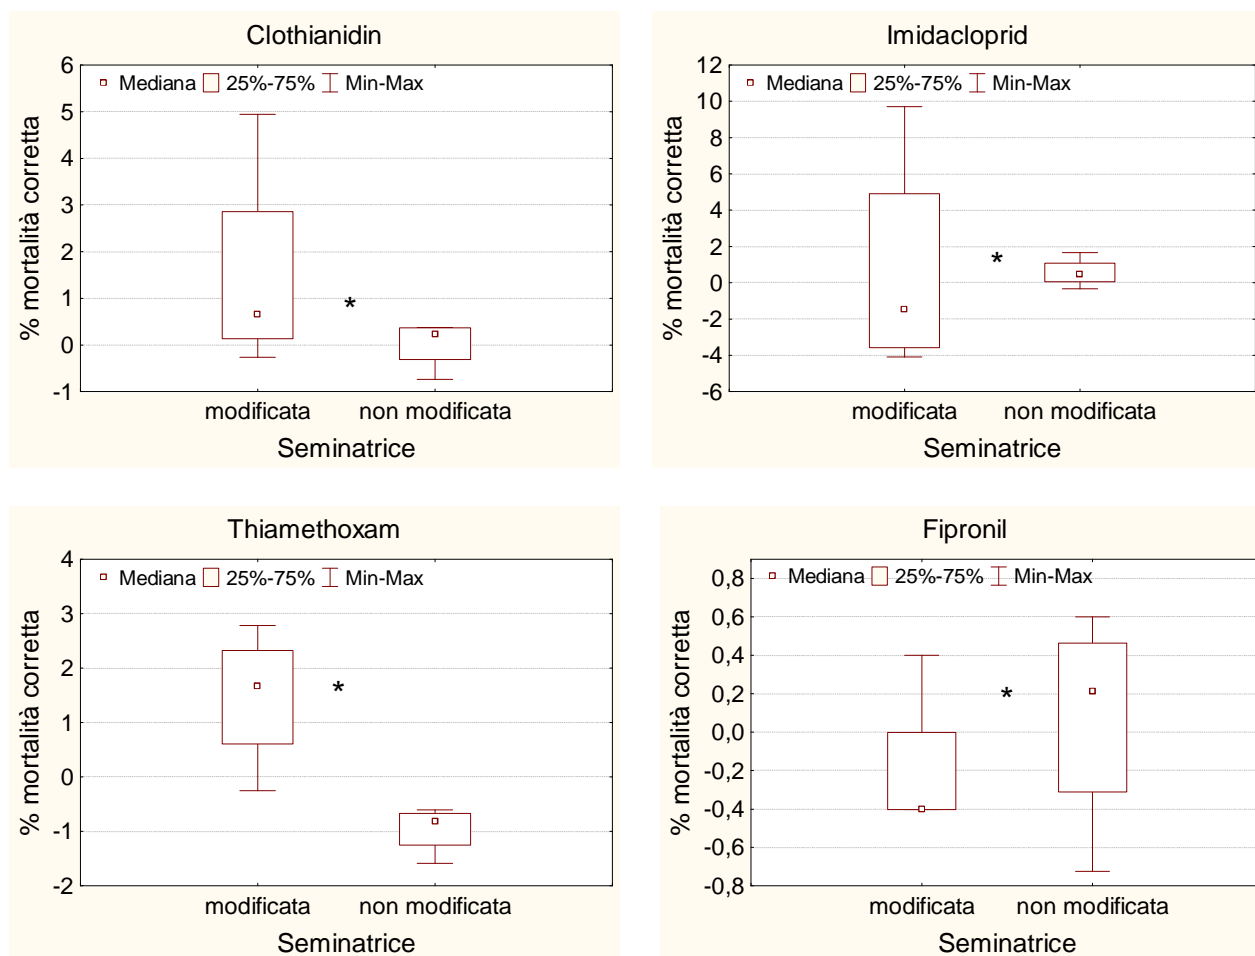 Clothianidin
6
5
4
3
2
1
0
-1
% mortalità corretta
Mediana 25%-75% Min-Max
*
modificata non modificata
Seminatrice
Imidacloprid
12
10
8
6
4
2
0
-2
-4
-6
% mortalità corretta
Mediana 25%-75% Min-Max
*
modificata non modificata
Seminatrice
Thiamethoxam
4
3
2
1
0
-1
-2
% mortalità corretta
Mediana 25%-75% Min-Max
*
modificata non modificata
Seminatrice
Fipronil
0,8
0,6
0,4
0,2
0,0
-0,2
-0,4
-0,6
-0,8
% mortalità corretta
Mediana 25%-75% Min-Max
*
modificata non modificata
Seminatrice